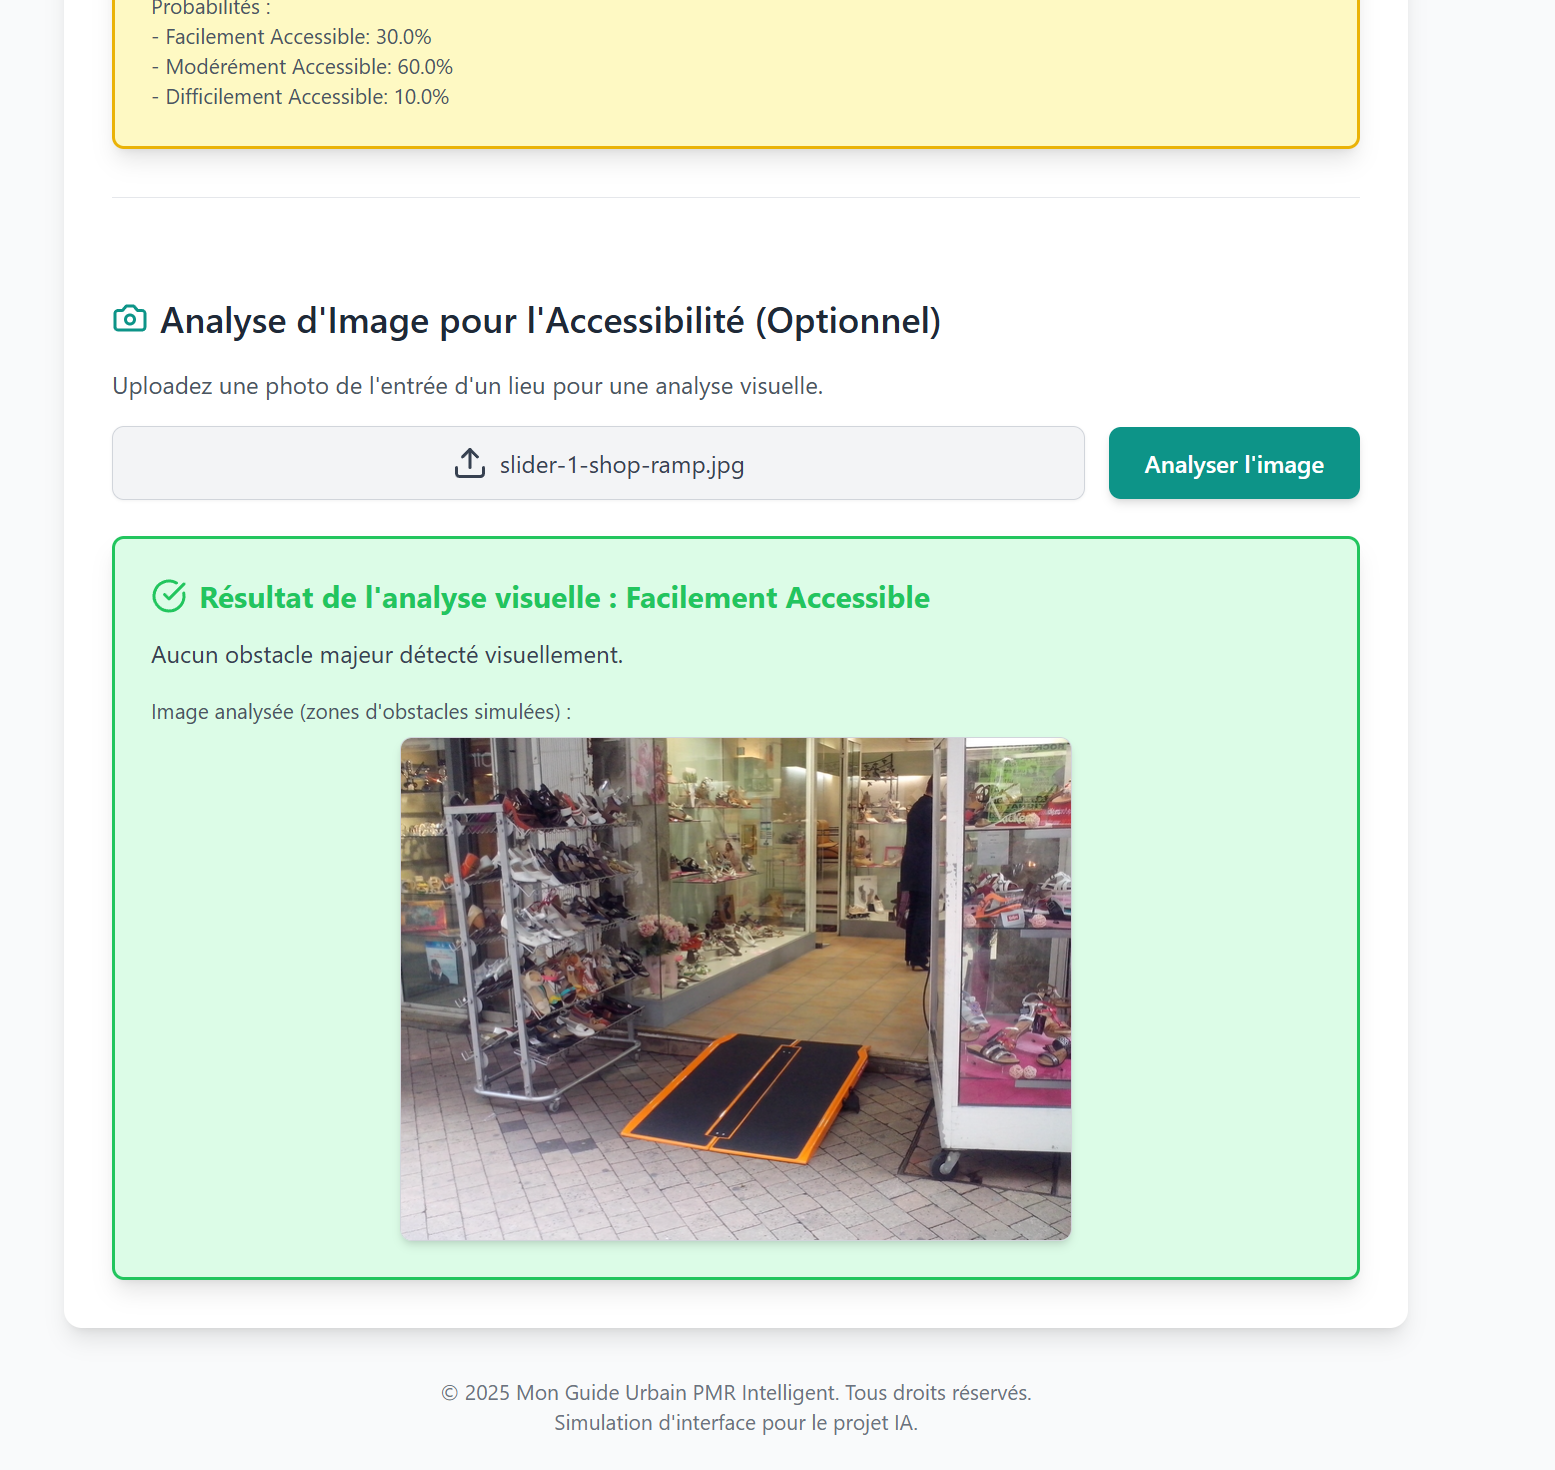 Probabilités :
- Facilement Accessible: 30.0%
- Modérément Accessible: 60.0%
- Difficilement Accessible: 10.0%
Analyse d'Image pour l'Accessibilité (Optionnel)
Uploadez une photo de l'entrée d'un lieu pour une analyse visuelle.
slider-1-shop-ramp.jpg
Analyser l'image
Résultat de l'analyse visuelle : Facilement Accessible
Aucun obstacle majeur détecté visuellement.
Image analysée (zones d'obstacles simulées) :
© 2025 Mon Guide Urbain PMR Intelligent. Tous droits réservés.
Simulation d'interface pour le projet IA.